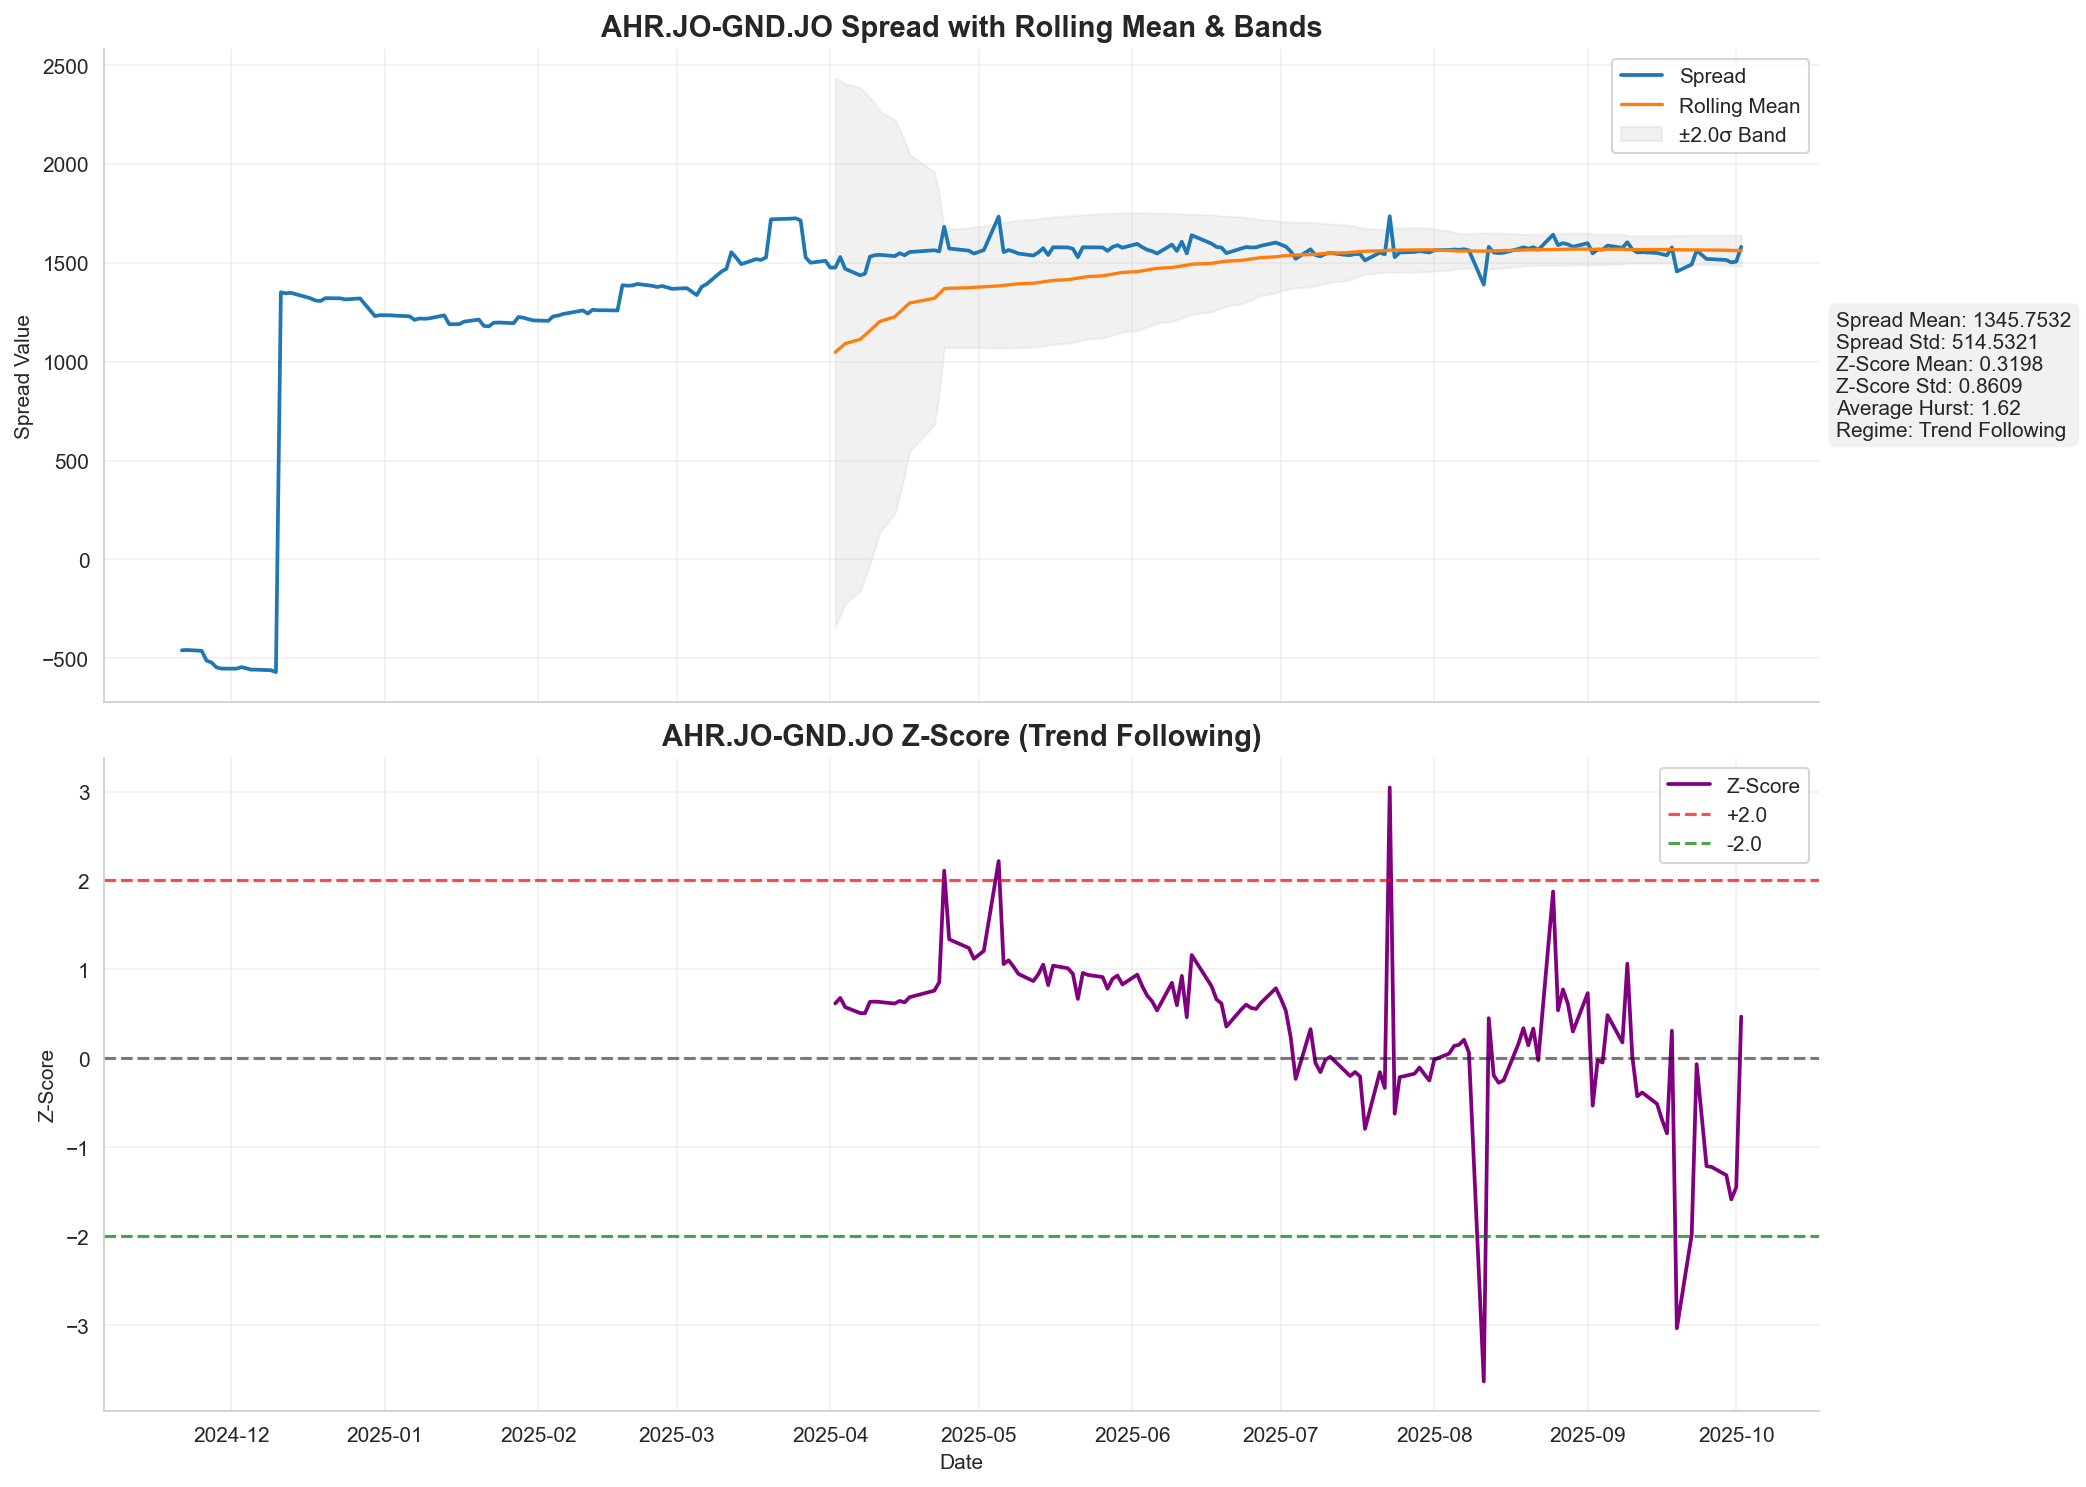 AHR.JO-GND.JO Spread with Rolling Mean & Bands
Spread Value
2500
2000
1500
1000
500
0
−500
Spread
Rolling Mean
±2.0σ Band
Spread Mean: 1345.7532
Spread Std: 514.5321
Z-Score Mean: 0.3198
Z-Score Std: 0.8609
Average Hurst: 1.62
Regime: Trend Following
AHR.JO-GND.JO Z-Score (Trend Following)
Z-Score
3
2
1
0
−1
−2
−3
Z-Score
+2.0
-2.0
2024-12 2025-01 2025-02 2025-03 2025-04 2025-05 2025-06 2025-07 2025-08 2025-09 2025-10
Date